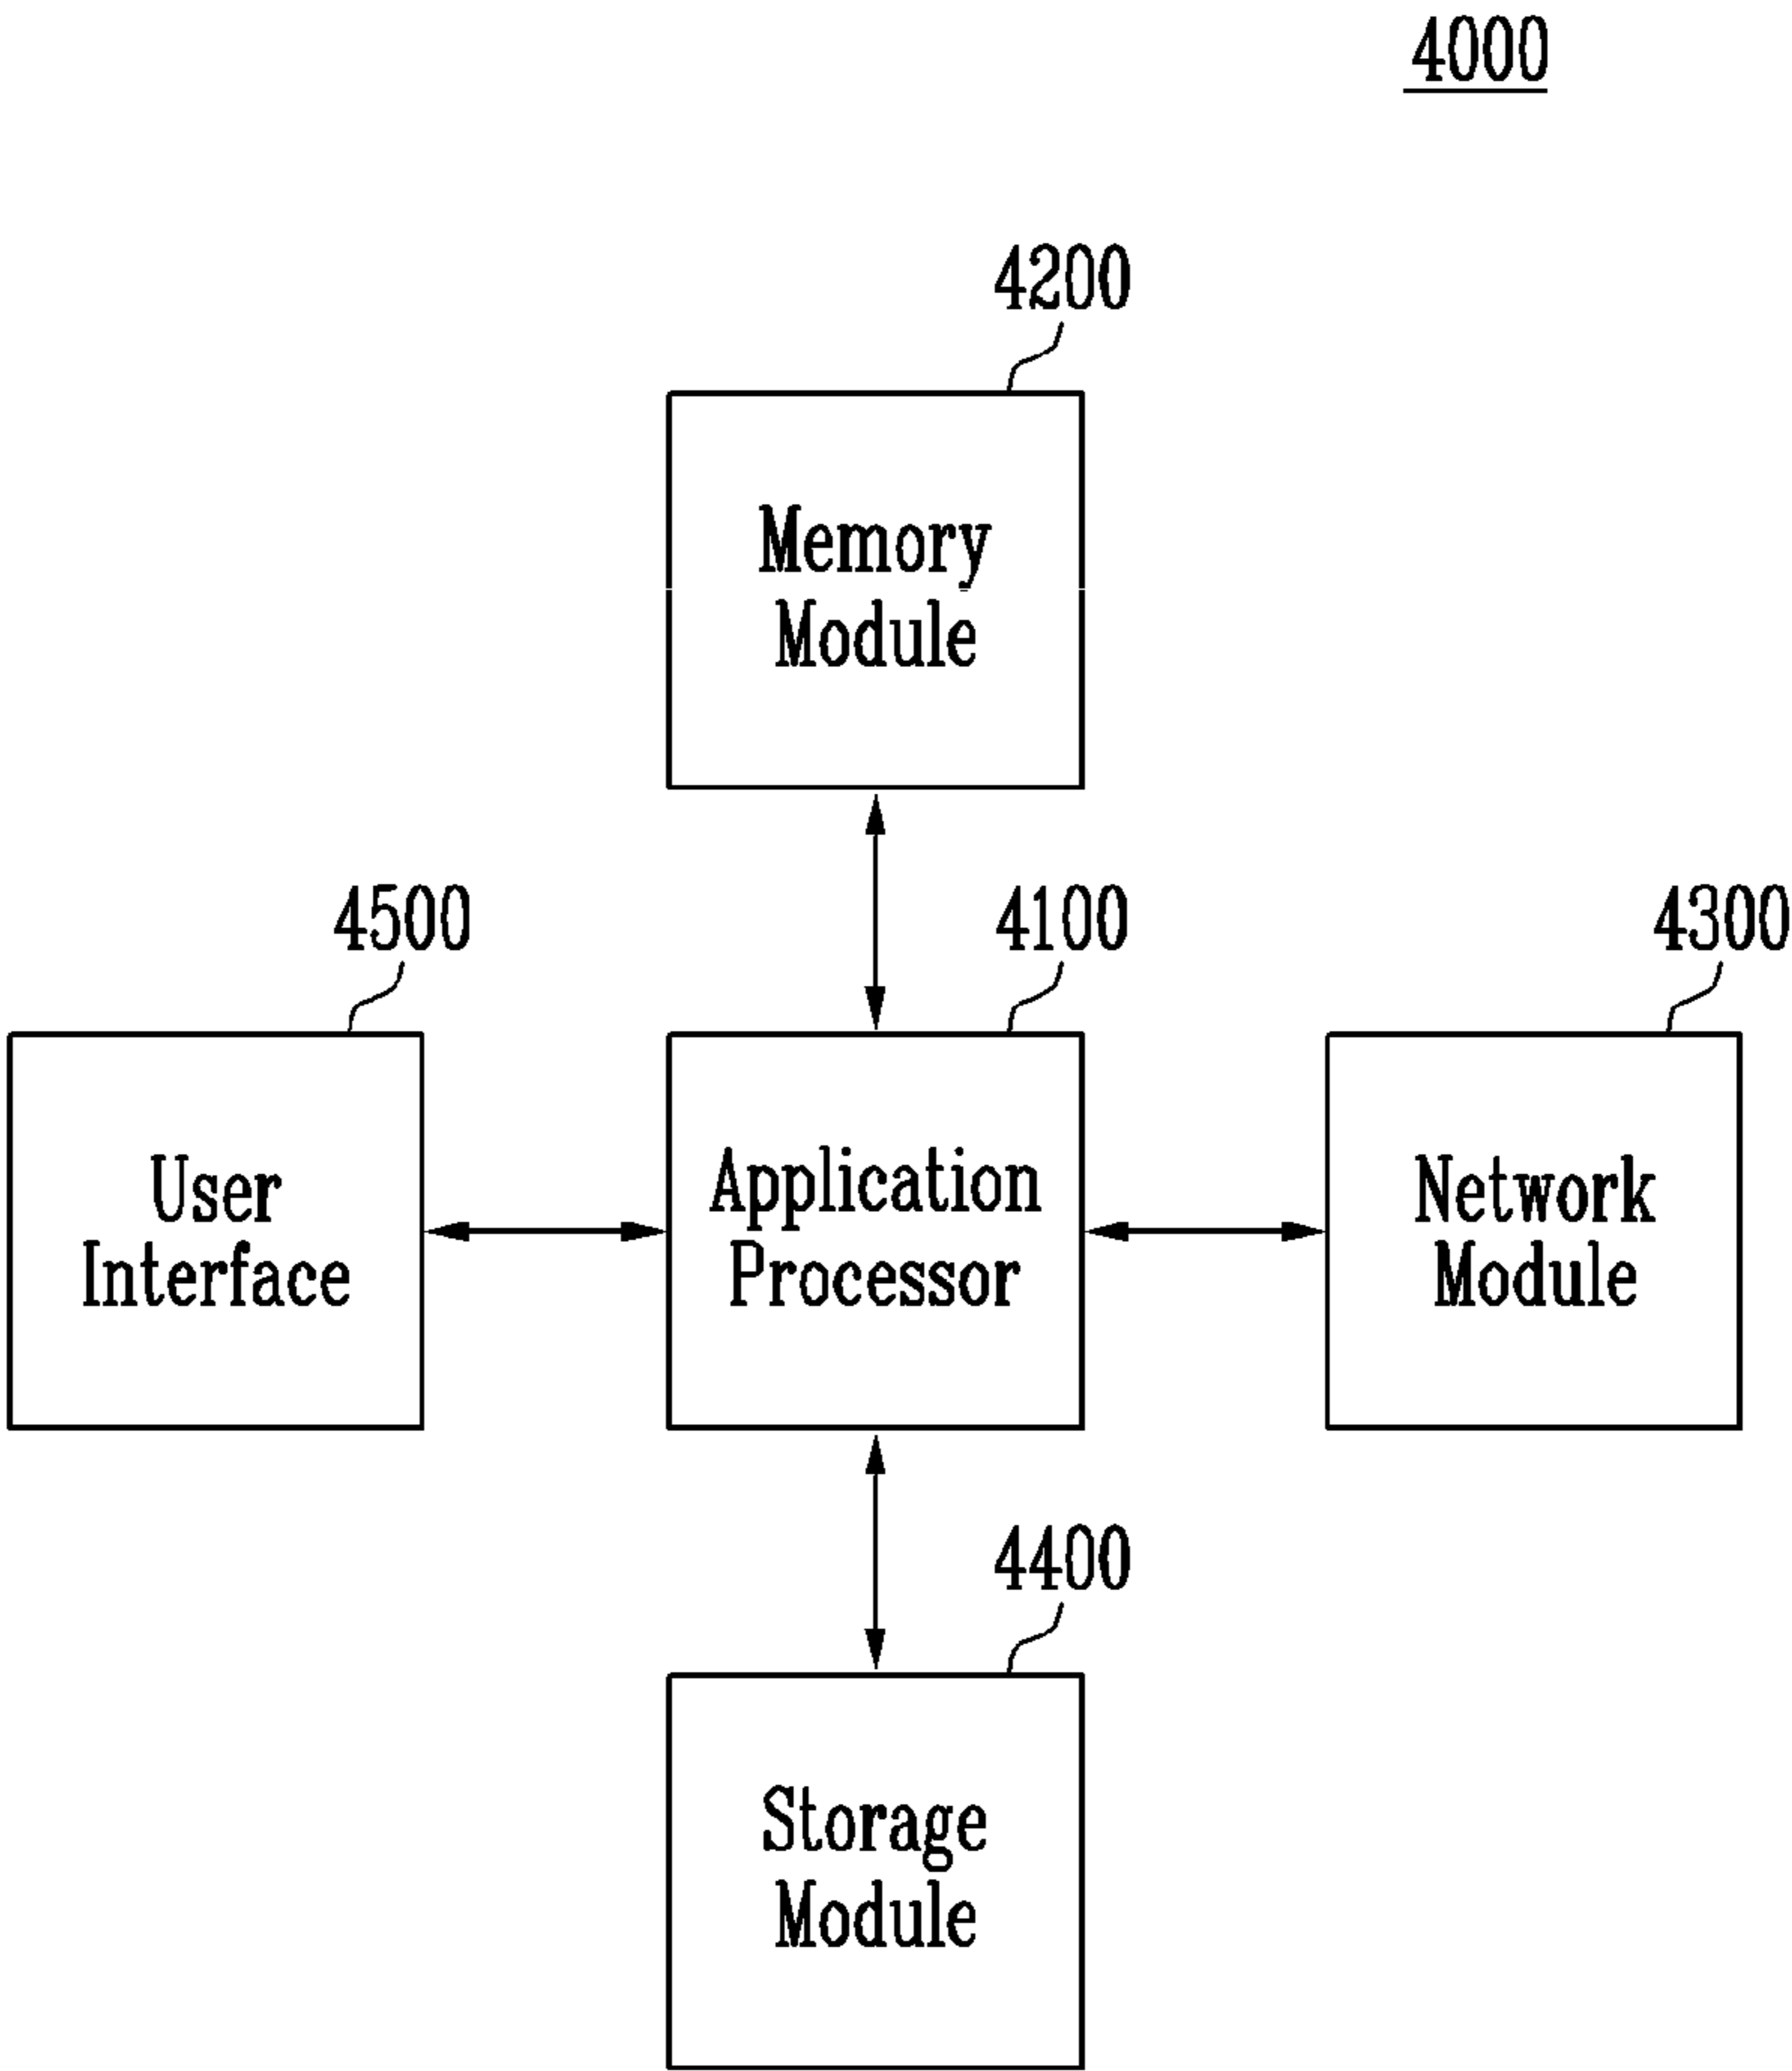 4000
4200
Memory
Module
4500
4100
4300
User
Interface
Application
Processor
Network
Module
4400
Storage
Module